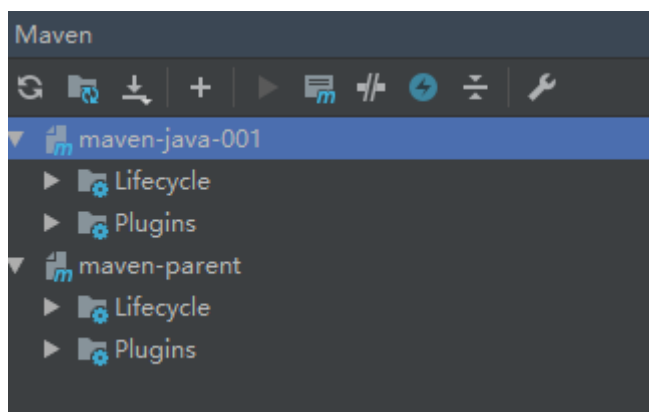 Maven
maven-java-001
Lifecycle
Plugins
maven-parent
Lifecycle
Plugins